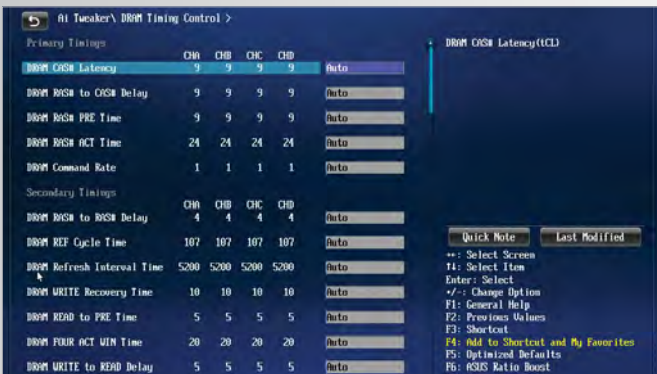 Ai Tweaker\ DRAM Timing Control >
Primary Timings
CHA CHB CHC CHD
DRAM CAS# Latency 9 9 9 9 Auto
DRAM RAS# to CAS# Delay 9 9 9 9 Auto
DRAM RAS# PRE Time 9 9 9 9 Auto
DRAM RAS# ACT Time 24 24 24 24 Auto
DRAM Command Rate 1 1 1 1 Auto
Secondary Timings
CHA CHB CHC CHD
DRAM RAS# to RAS# Delay 4 4 4 4 Auto
DRAM REF Cycle Time 107 107 107 107 Auto
DRAM Refresh Interval Time 5200 5200 5200 5200 Auto
DRAM WRITE Recovery Time 10 10 10 10 Auto
DRAM READ to PRE Time 5 5 5 5 Auto
DRAM FOUR ACT WIN Time 20 20 20 20 Auto
DRAM WRITE to READ Delay 5 5 5 5 Auto
DRAM CAS# Latency(tCL)
Quick Note Last Modified
→←: Select Screen
↑↓: Select Item
Enter: Select
+/-: Change Option
F1: General Help
F2: Previous Values
F3: Shortcut
F4: Add to Shortcut and My Favorites
F5: Optimized Defaults
F6: ASUS Ratio Boost